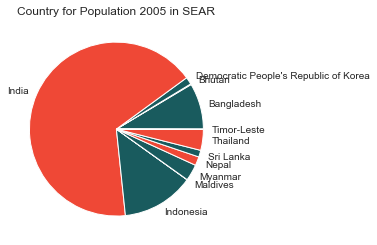 Country for Population 2005 in SEAR
Democratic People's Republic of Korea
Bhutan
India
Bangladesh
Timor-Leste
Thailand
Sri Lanka
Nepal
Myanmar
Maldives
Indonesia